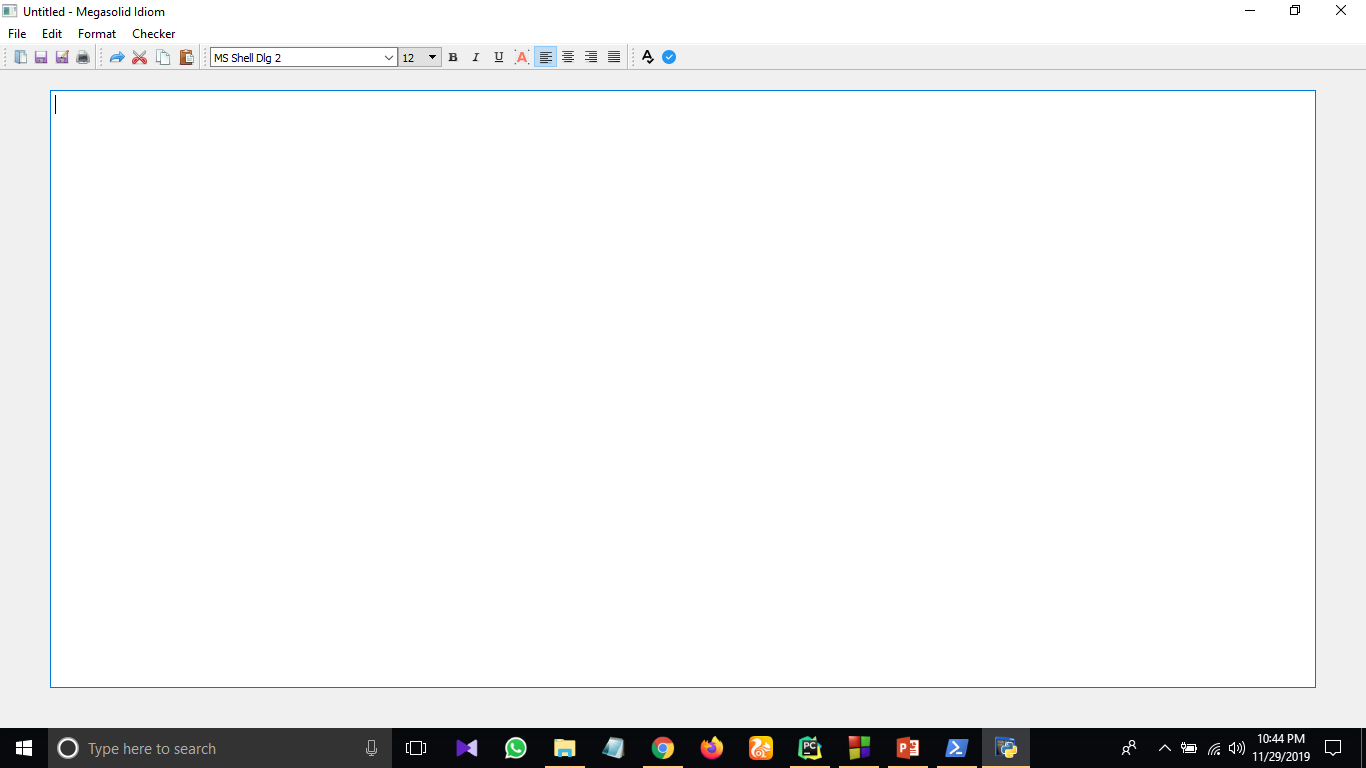 Untitled - Megasolid Idiom
File Edit Format Checker
MS Shell Dlg 2 12 B I U A A
Type here to search
PC
P
10:44 PM
11/29/2019